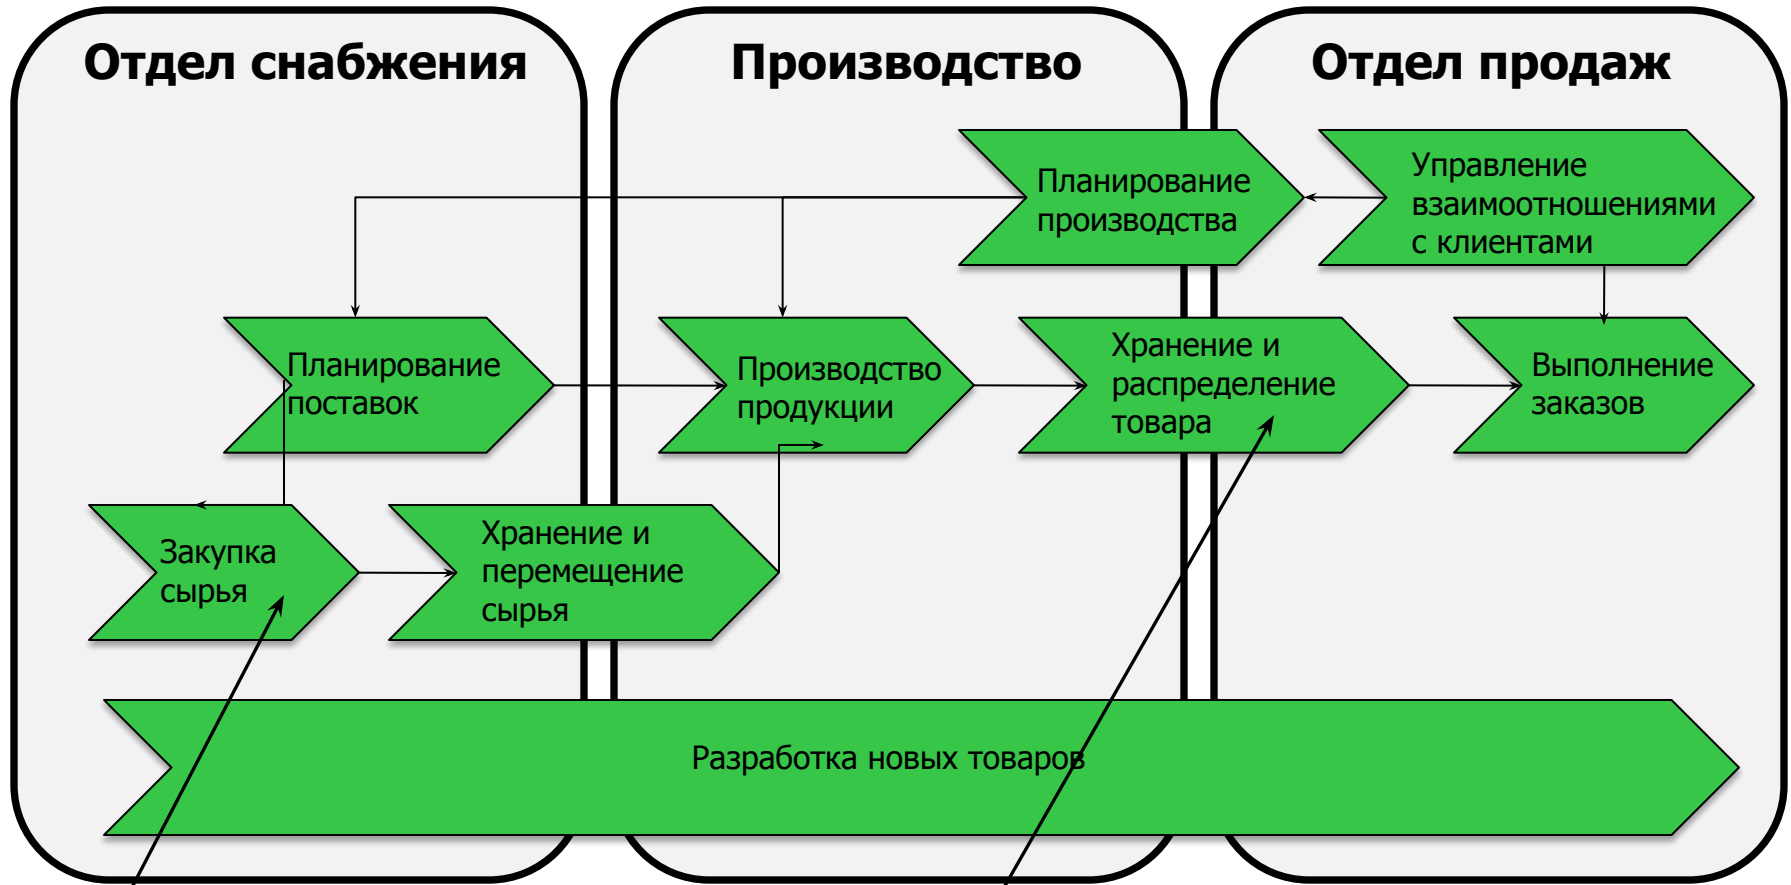 Отдел снабжения
Производство
Отдел продаж
Планирование
производства
Управление
взаимоотношениями
с клиентами
Планирование
поставок
Производство
продукции
Хранение и
распределение
товара
Выполнение
заказов
Закупка
сырья
Хранение и
перемещение
сырья
Разработка новых товаров